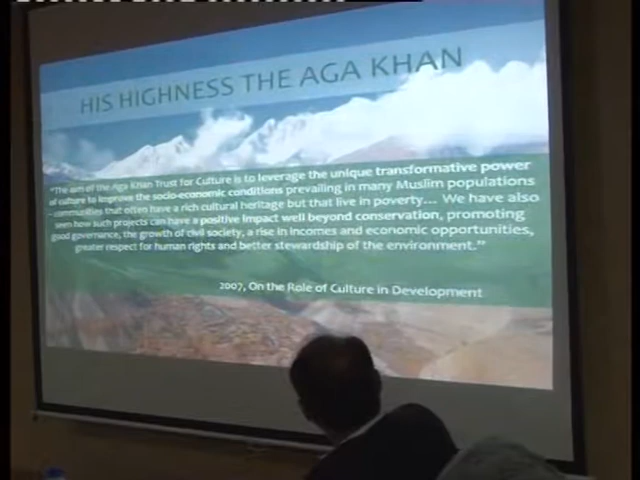 HIS HIGHNESS THE AGA KHAN
"The aim of the Aga Khan Trust for Culture is to leverage the unique transformative power
of culture to improve the socio-economic conditions prevailing in many Muslim populations
- communities that often have a rich cultural heritage but that live in poverty... We have also
seen how such projects can have a positive impact well beyond conservation, promoting
good governance, the growth of civil society, a rise in incomes and economic opportunities,
greater respect for human rights and better stewardship of the environment."
2007, On the Role of Culture in Development